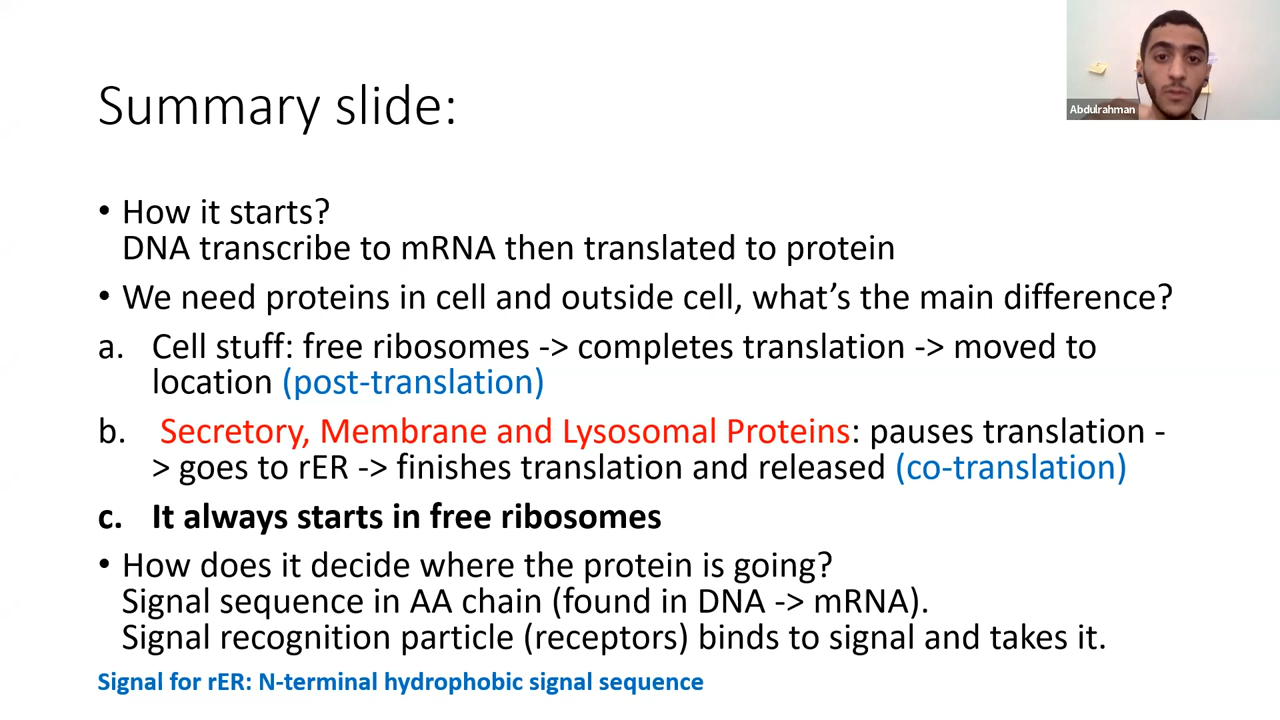 Abdulrahman
Summary slide:
• How it starts?
DNA transcribe to mRNA then translated to protein
• We need proteins in cell and outside cell, what’s the main difference?
a. Cell stuff: free ribosomes -> completes translation -> moved to
location (post-translation)
b. Secretory, Membrane and Lysosomal Proteins: pauses translation -
> goes to rER -> finishes translation and released (co-translation)
c. It always starts in free ribosomes
• How does it decide where the protein is going?
Signal sequence in AA chain (found in DNA -> mRNA).
Signal recognition particle (receptors) binds to signal and takes it.
Signal for rER: N-terminal hydrophobic signal sequence